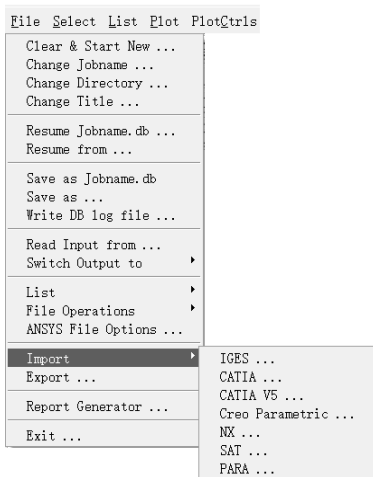 File Select List Plot PlotCtrls
Clear & Start New ...
Change Jobname ...
Change Directory ...
Change Title ...
Resume Jobname.db ...
Resume from ...
Save as Jobname.db
Save as ...
Write DB log file ...
Read Input from ...
Switch Output to
List
File Operations
ANSYS File Options ...
Import
Export ...
Report Generator ...
Exit ...
IGES ...
CATIA ...
CATIA V5 ...
Creo Parametric ...
NX ...
SAT ...
PARA ...